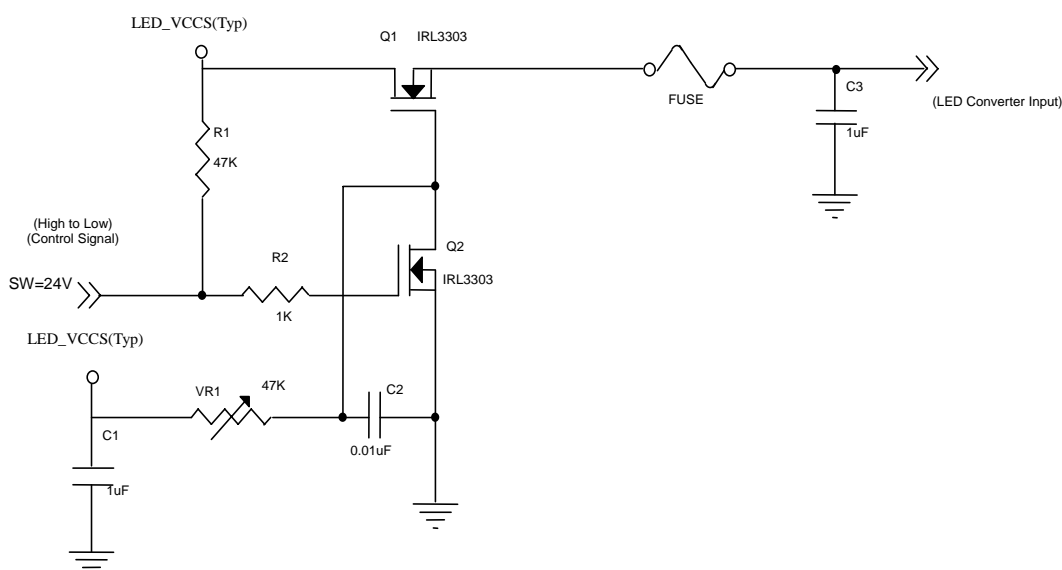 LED_VCCS(Typ)
Q1 IRL3303
R1
47K
FUSE
C3
1uF
(LED Converter Input)
(High to Low)
(Control Signal)
SW=24V
R2
1K
Q2
IRL3303
LED_VCCS(Typ)
VR1
47K
C2
0.01uF
C1
1uF